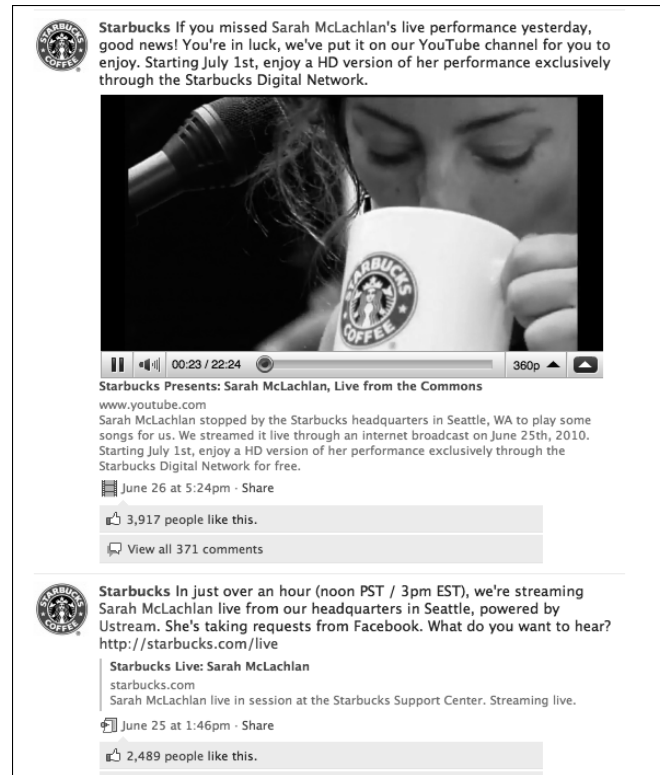 Starbucks If you missed Sarah McLachlan's live performance yesterday,
good news! You're in luck, we've put it on our YouTube channel for you to
enjoy. Starting July 1st, enjoy a HD version of her performance exclusively
through the Starbucks Digital Network.
STARBUCKS
COFFEE
STARBUCKS
COFFEE
00:23 / 22:24
360p
Starbucks Presents: Sarah McLachlan, Live from the Commons
www.youtube.com
Sarah McLachlan stopped by the Starbucks headquarters in Seattle, WA to play some
songs for us. We streamed it live through an internet broadcast on June 25th, 2010.
Starting July 1st, enjoy a HD version of her performance exclusively through the
Starbucks Digital Network for free.
June 26 at 5:24pm · Share
3,917 people like this.
View all 371 comments
STARBUCKS
COFFEE
Starbucks In just over an hour (noon PST / 3pm EST), we're streaming
Sarah McLachlan live from our headquarters in Seattle, powered by
Ustream. She's taking requests from Facebook. What do you want to hear?
http://starbucks.com/live
Starbucks Live: Sarah McLachlan
starbucks.com
Sarah McLachlan live in session at the Starbucks Support Center. Streaming live.
June 25 at 1:46pm · Share
2,489 people like this.